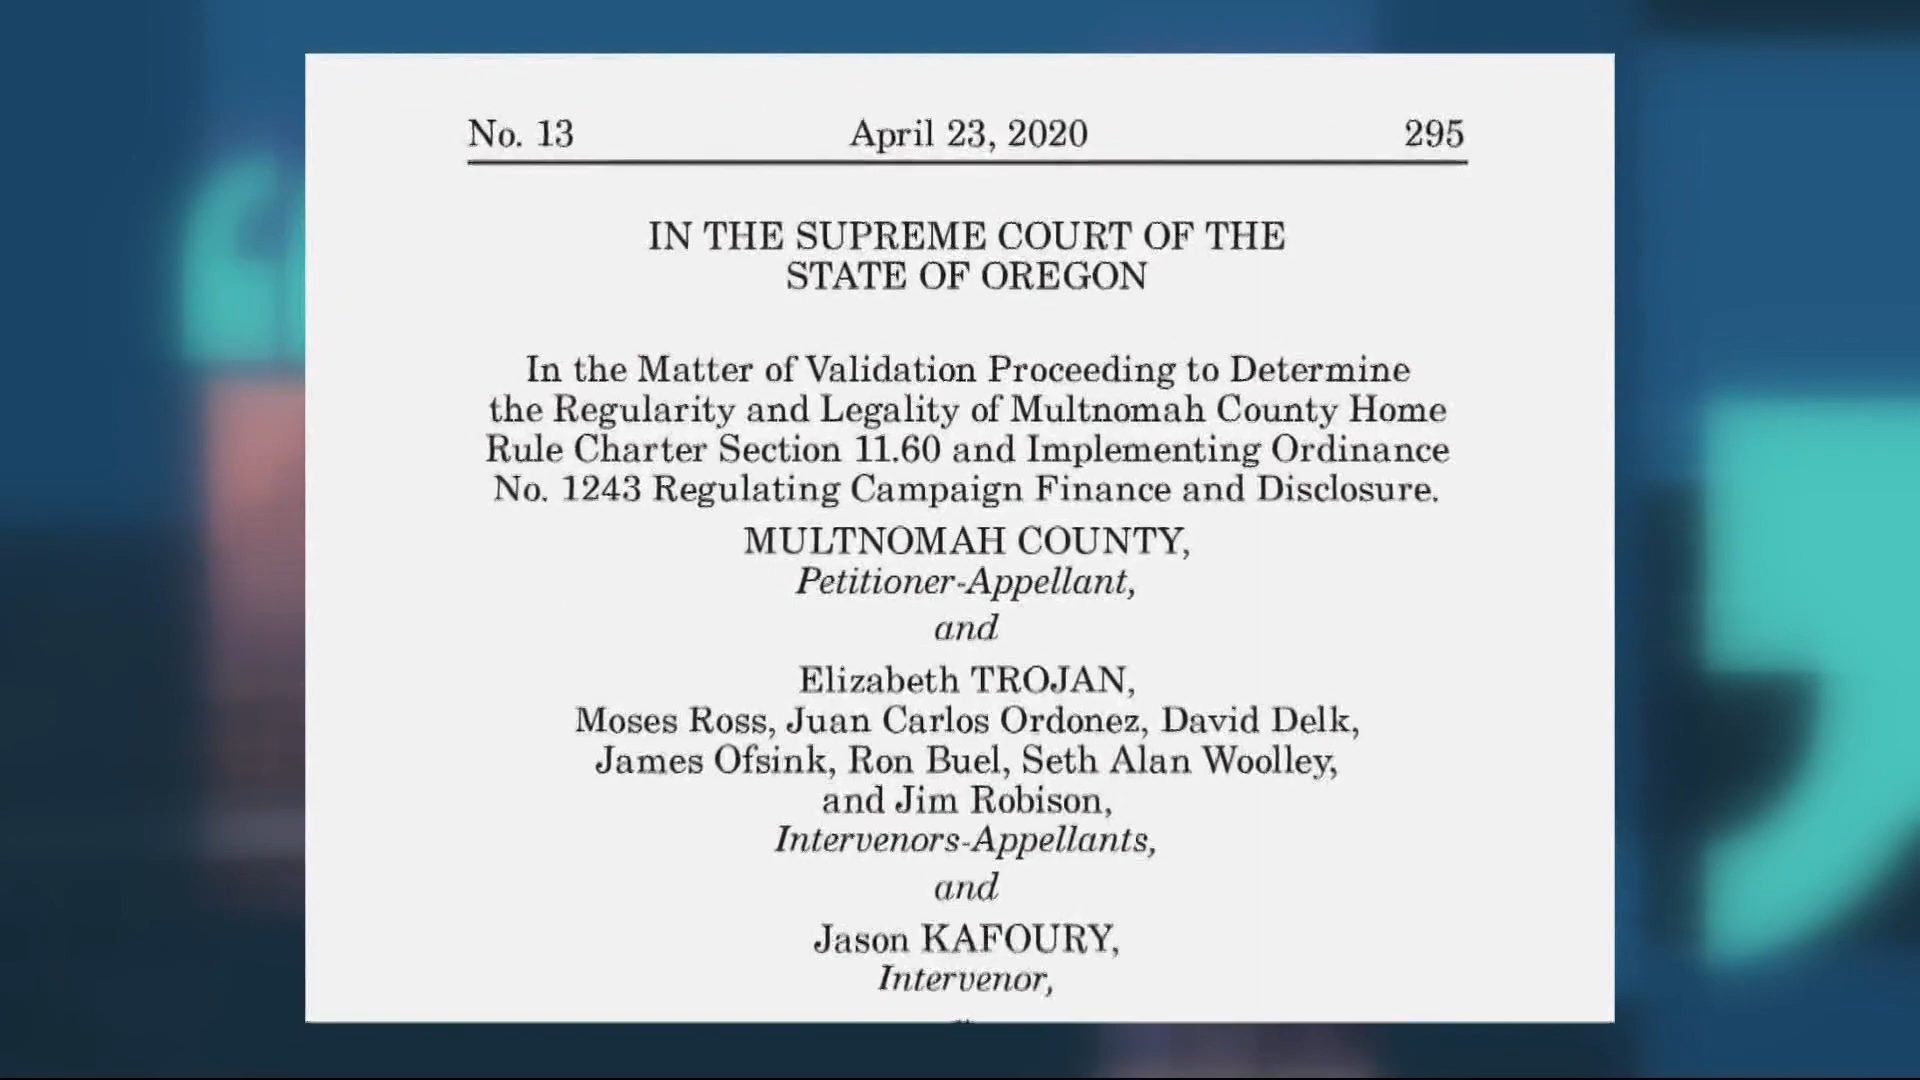 No. 13 April 23, 2020 295
IN THE SUPREME COURT OF THE
STATE OF OREGON
In the Matter of Validation Proceeding to Determine
the Regularity and Legality of Multnomah County Home
Rule Charter Section 11.60 and Implementing Ordinance
No. 1243 Regulating Campaign Finance and Disclosure.
MULTNOMAH COUNTY,
Petitioner-Appellant,
and
Elizabeth TROJAN,
Moses Ross, Juan Carlos Ordonez, David Delk,
James Ofsink, Ron Buel, Seth Alan Woolley,
and Jim Robison,
Intervenors-Appellants,
and
Jason KAFOURY,
Intervenor,